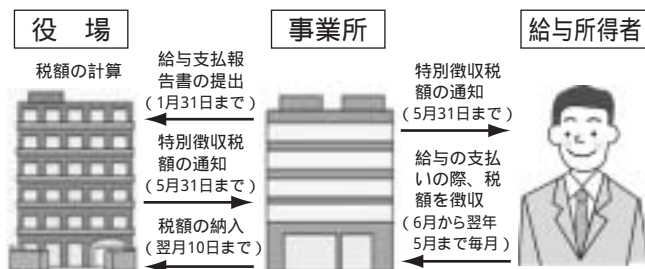 役　場
事業所
給与所得者
税額の計算
給与支払報
告書の提出
（1月31日まで）
特別徴収税
額の通知
（5月31日まで）
税額の納入
（翌月10日まで）
特別徴収税
額の通知
（5月31日まで）
給与の支払
いの際、税
額を徴収
（6月から翌年
5月まで毎月）